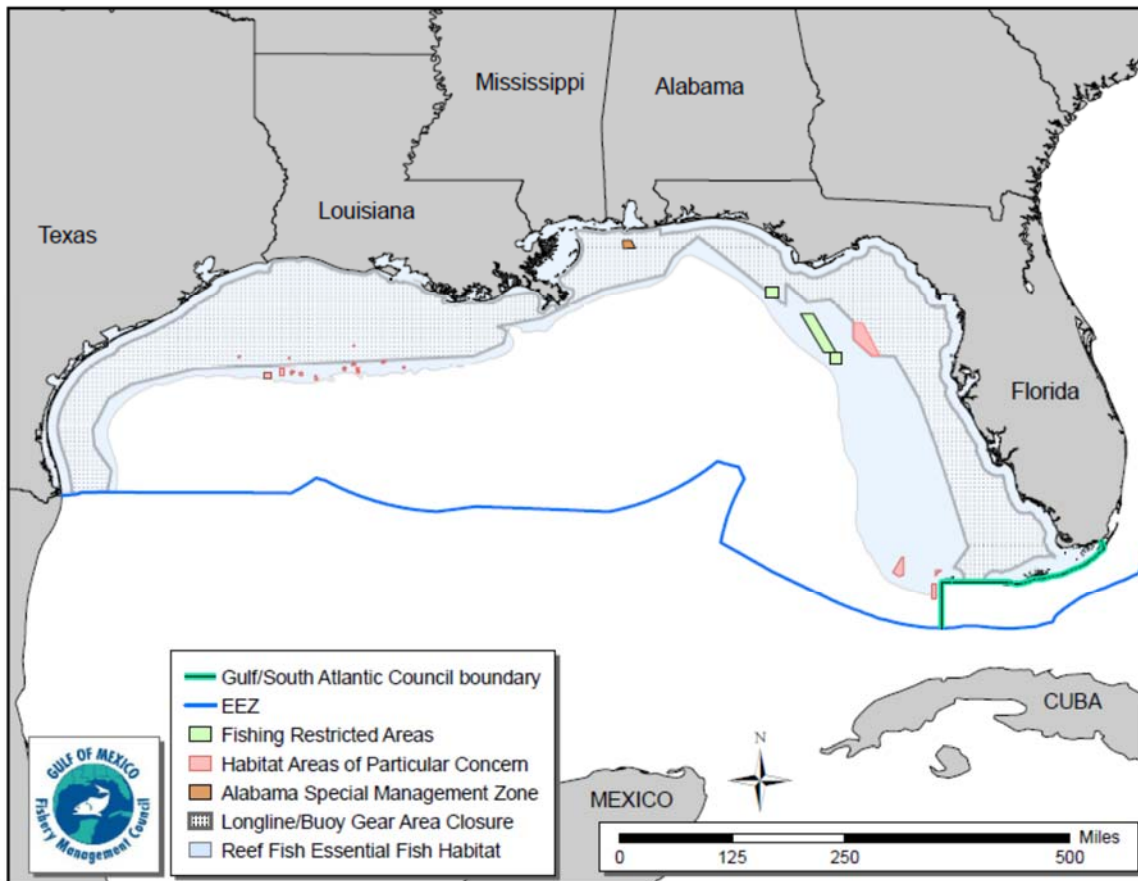 Mississippi
Alabama
Louisiana
Texas
Florida
Gulf/South Atlantic Council boundary
EEZ
Fishing Restricted Areas
Habitat Areas of Particular Concern
Alabama Special Management Zone
Longline/Buoy Gear Area Closure
Reef Fish Essential Fish Habitat
GULF OF MEXICO
Fishery Management Council
N
CUBA
MEXICO
Miles
0 125 250 500